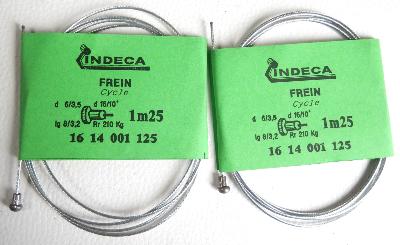 INDECA
FREIN
Cycle
d 6/3,5 d 16/10°
lg 8/3,2 Rr 210 Kg 1m25
16 14 001 125
INDECA
FREIN
Cycle
d 6/3,5 d 16/10°
lg 8/3,2 Rr 210 Kg 1m25
16 14 001 125